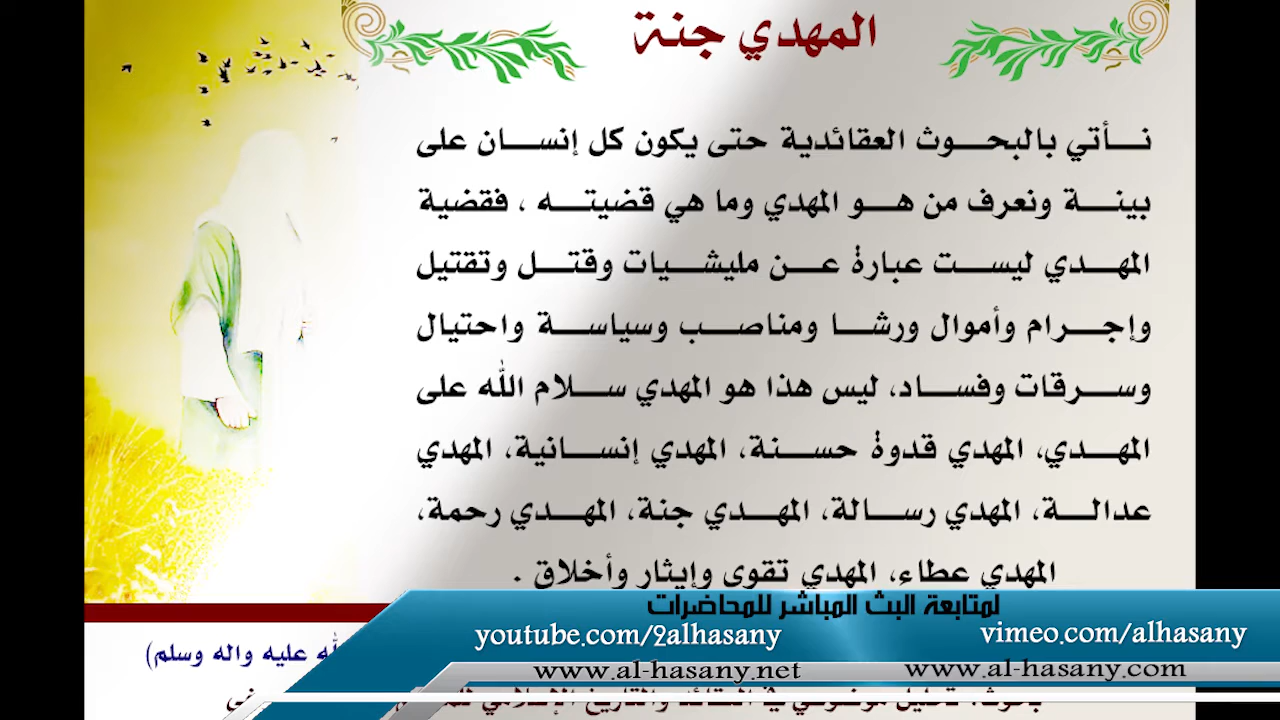 المهدي جنة
نأتي بالبحوث العقائدية حتى يكون كل إنسان على
بينة ونعرف من هو المهدي وما هي قضيته ، فقضية
المهدي ليست عبارة عن مليشيات وقتل وتقتيل
وإجرام وأموال ورشا ومناصب وسياسة واحتيال
وسرقات وفساد، ليس هذا هو المهدي سلام الله على
المهدي، المهدي قدوة حسنة، المهدي إنسانية، المهدي
عدالة، المهدي رسالة، المهدي جنة، المهدي رحمة،
المهدي عطاء، المهدي تقوى وإيثار وأخلاق .
لمتابعة البث المباشر للمحاضرات
youtube.com/2alhasany vimeo.com/alhasany
عليه واله وسلم)
www.al-hasany.net www.al-hasany.com